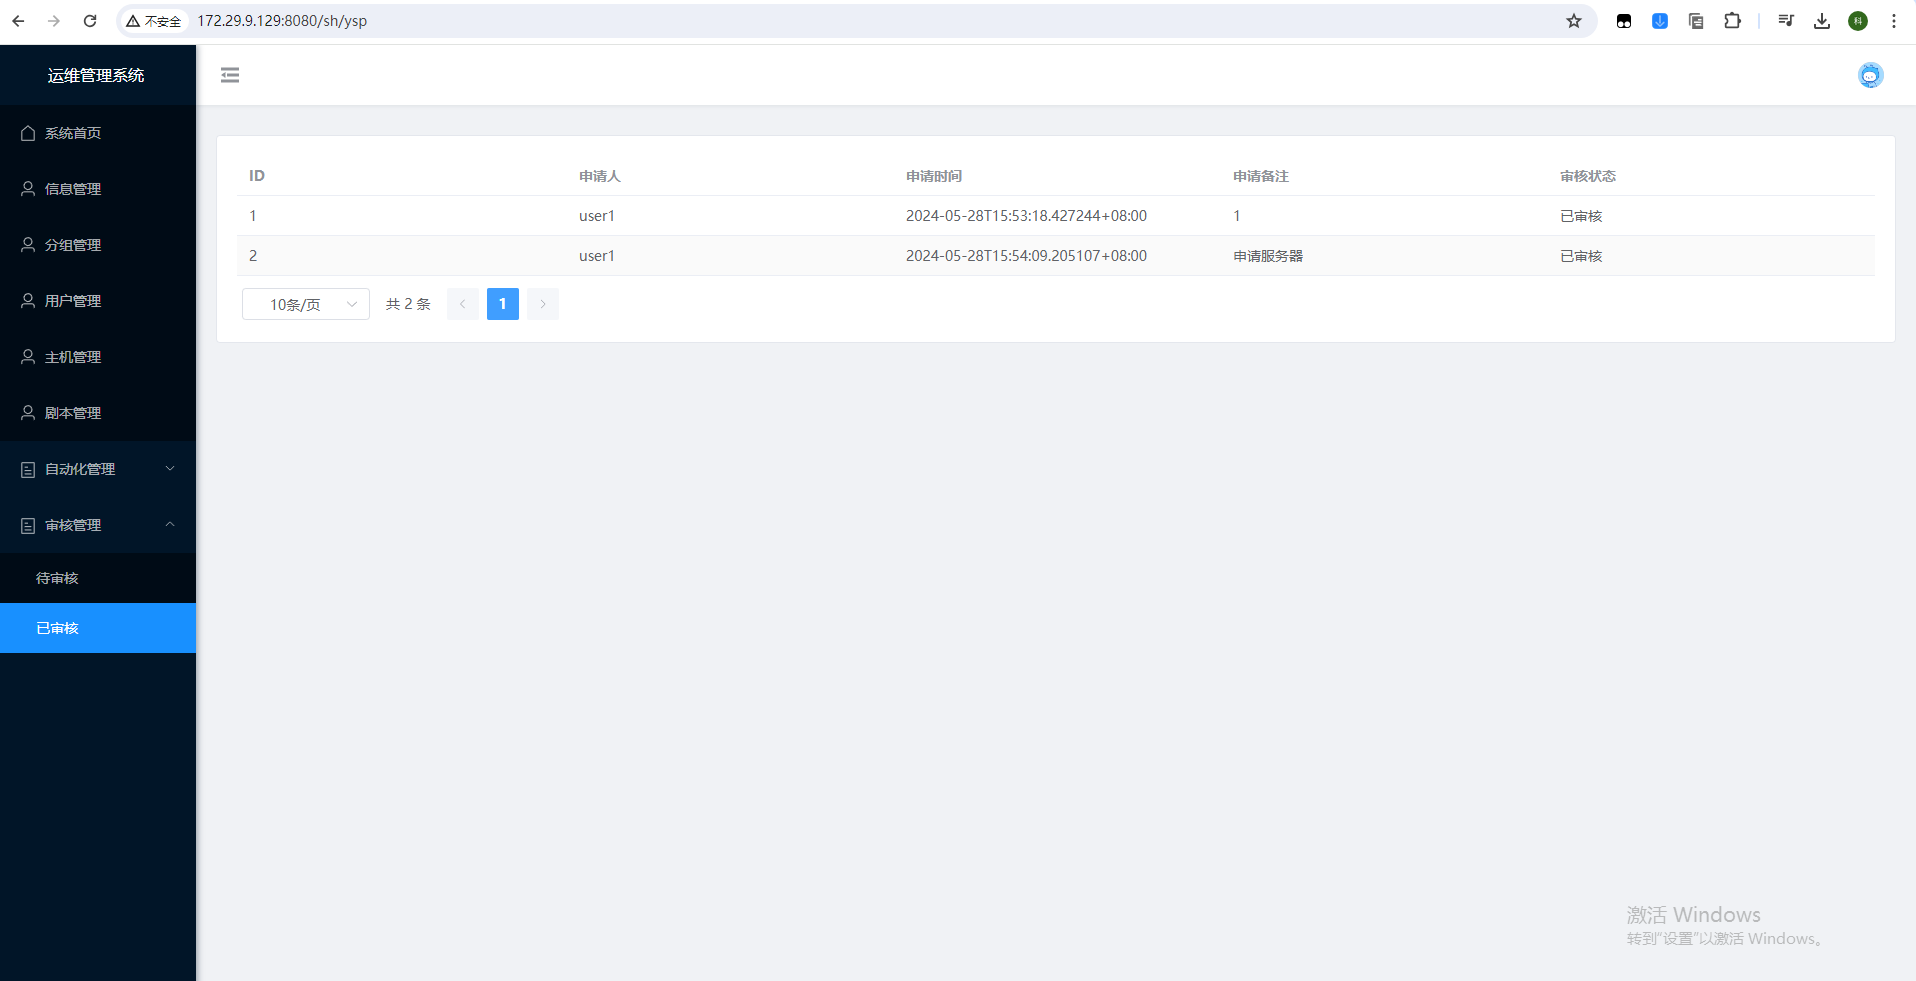 不安全 172.29.9.129:8080/sh/ysp
科
运维管理系统
系统首页
信息管理
分组管理
用户管理
主机管理
剧本管理
自动化管理
审核管理
待审核
已审核
ID 申请人 申请时间 申请备注 审核状态
1 user1 2024-05-28T15:53:18.427244+08:00 1 已审核
2 user1 2024-05-28T15:54:09.205107+08:00 申请服务器 已审核
10条/页 共 2 条 1
激活 Windows
转到“设置”以激活 Windows。